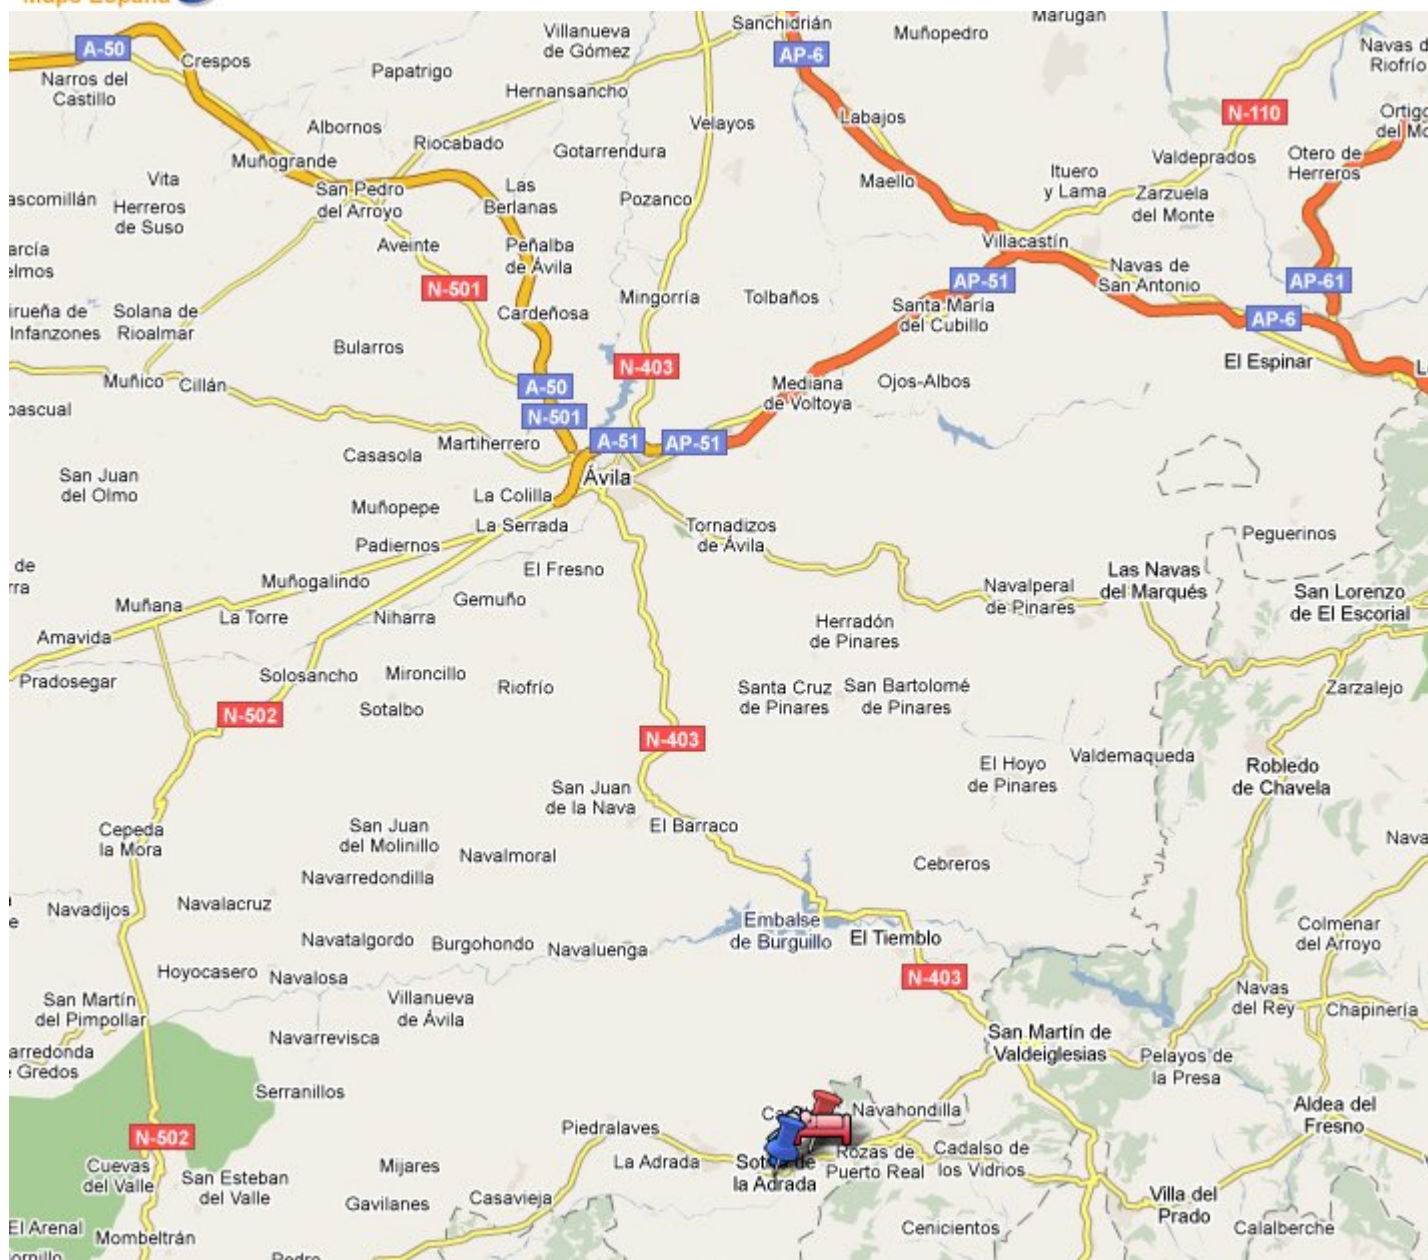 Maps España
Sanchidrián
Marugán
Villanueva
de Gómez
Muñopedro
A-50
AP-6
Crespos
Papatrigo
Narros del
Castillo
Hernansancho
N-110
Labajos
Velayos
Albornos
Riocabado
Gotarrendura
Muñogrande
Valdeprados
Otero de
Herreros
Ituero
y Lama
Maello
Vita
San Pedro
del Arroyo
Las
Berlanas
Pozanco
Zarzuela
del Monte
Herreros
de Suso
Aveinte
Peñalba
de Ávila
Villacastín
Navas de
San Antonio
N-501
AP-51
AP-61
Mingorría
Tolbaños
Solana de
Rioalmar
Cardeñosa
Santa María
del Cubillo
AP-6
Infanzones
Bularros
N-403
El Espinar
Muñico
Cillán
A-50
Mediana
de Voltoya
Ojos-Albos
N-501
Martiherrero
A-51
AP-51
Casasola
Ávila
San Juan
del Olmo
La Colilla
Muñopepe
La Serrada
Tornadizos
de Ávila
Peguerinos
Padiernos
El Fresno
Muñogalindo
Navalperal
de Pinares
Las Navas
del Marqués
San Lorenzo
de El Escorial
Muñana
La Torre
Niharra
Gemuño
Herradón
de Pinares
Amavida
Pradosegar
Solosancho
Mironcillo
Riofrío
Santa Cruz
de Pinares
San Bartolomé
de Pinares
Zarzalejo
N-502
Sotalbo
N-403
El Hoyo
de Pinares
Valdemaqueda
Robledo
de Chavela
San Juan
de la Nava
Cepeda
la Mora
San Juan
del Molinillo
El Barraco
Navalmoral
Cebreros
Navarredondilla
Navadijos
Navalacruz
Embalse
de Burguillo
El Tiemblo
Colmenar
del Arroyo
Navatalgordo
Burgohondo
Navaluenga
Hoyocasero
Navalosa
N-403
San Martín
del Pimpollar
Villanueva
de Ávila
Navas
del Rey
Chapinería
Navarrevisca
San Martín de
Valdeiglesias
Pelayos de
la Presa
Gredos
Serranillos
Navahondilla
Aldea del
Fresno
Piedralaves
N-502
La Adrada
la Adrada
Rozas de
Puerto Real
Cadalso de
los Vidrios
Cuevas
del Valle
San Esteban
del Valle
Mijares
Gavilanes
Casavieja
Villa del
Prado
El Arenal
Mombeltrán
Cenicientos
Calalberche